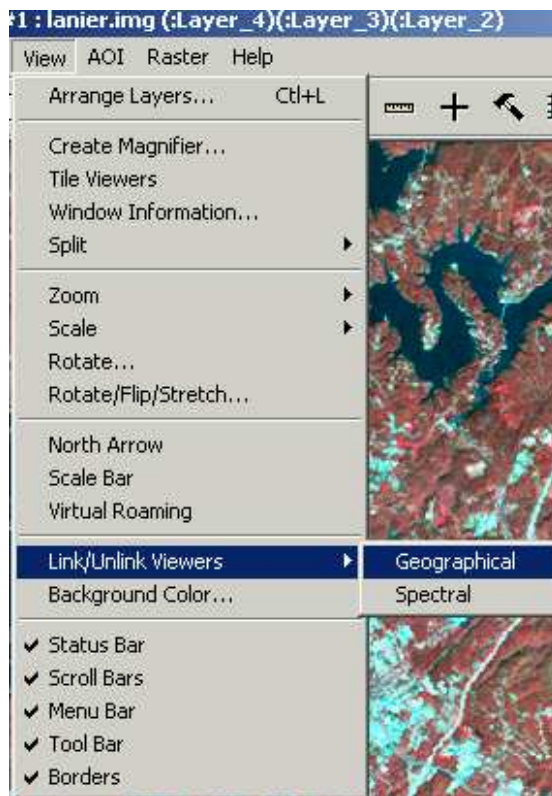 #1 : lanier.img (:Layer_4)(:Layer_3)(:Layer_2)
View AOI Raster Help
Arrange Layers... Ctl+L
Create Magnifier...
Tile Viewers
Window Information...
Split
Zoom
Scale
Rotate...
Rotate/Flip/Stretch...
North Arrow
Scale Bar
Virtual Roaming
Link/Unlink Viewers Geographical
Background Color... Spectral
Status Bar
Scroll Bars
Menu Bar
Tool Bar
Borders